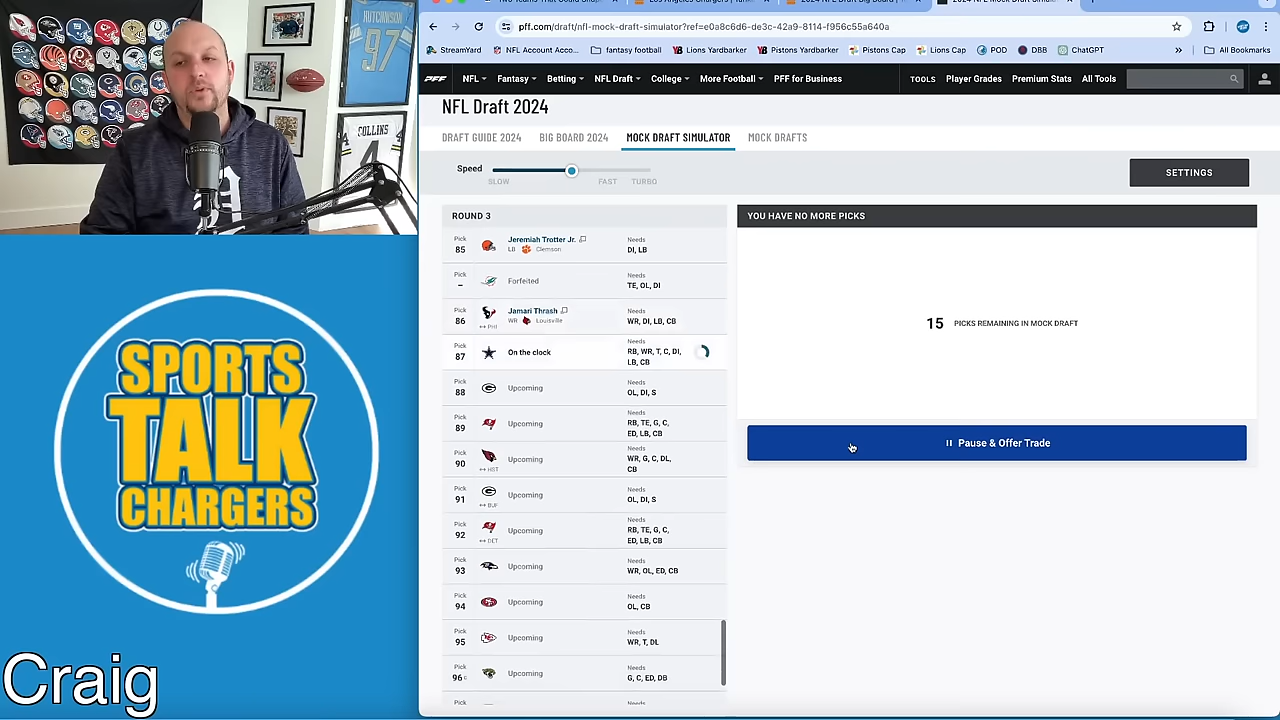 HUTCHINSON
97
COLLINS
4
SPORTS
TALK
CHARGERS
Craig
pff.com/draft/nfl-mock-draft-simulator?ref=e0a8c6d6-de3c-42a9-8114-f956c55a640a
StreamYard
NFL Account Acco...
fantasy football
Lions Yardbarker
Pistons Yardbarker
Pistons Cap
Lions Cap
POD
DBB
ChatGPT
»
All Bookmarks
PFF
NFL
Fantasy
Betting
NFL Draft
College
More Football
PFF for Business
TOOLS
Player Grades
Premium Stats
All Tools
NFL Draft 2024
DRAFT GUIDE 2024
BIG BOARD 2024
MOCK DRAFT SIMULATOR
MOCK DRAFTS
Speed
SLOW
FAST
TURBO
SETTINGS
ROUND 3
Pick
85
Jeremiah Trotter Jr.
LB Clemson
Needs
DI, LB
Pick
–
Forfeited
Needs
TE, OL, DI
Pick
86
PHI
Jamari Thrash
WR Louisville
Needs
WR, DI, LB, CB
Pick
87
On the clock
Needs
RB, WR, T, C, DI,
LB, CB
Pick
88
Upcoming
Needs
OL, DI, S
Pick
89
Upcoming
Needs
RB, TE, G, C,
ED, LB, CB
Pick
90
HST
Upcoming
Needs
WR, G, C, DL,
CB
Pick
91
BUF
Upcoming
Needs
OL, DI, S
Pick
92
DET
Upcoming
Needs
RB, TE, G, C,
ED, LB, CB
Pick
93
Upcoming
Needs
WR, OL, ED, CB
Pick
94
Upcoming
Needs
OL, CB
Pick
95
Upcoming
Needs
WR, T, DL
Pick
96 C
Upcoming
Needs
G, C, ED, DB
YOU HAVE NO MORE PICKS
15 PICKS REMAINING IN MOCK DRAFT
Pause & Offer Trade